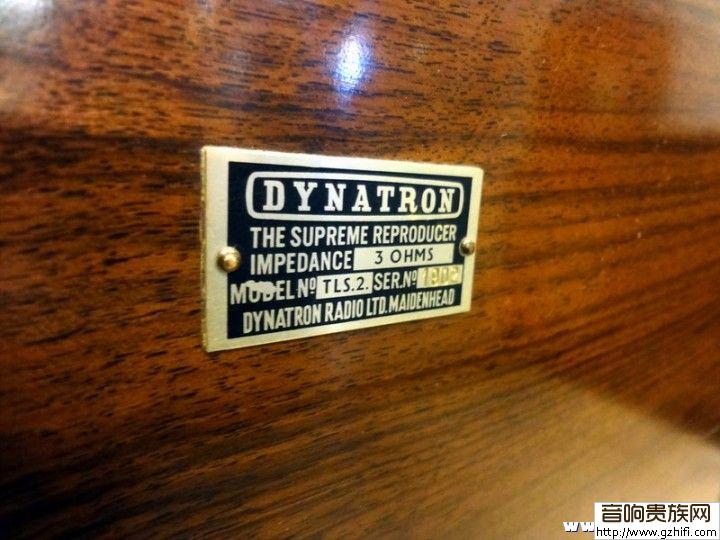 DYNATRON
THE SUPREME REPRODUCER
IMPEDANCE 3 OHMS
MODEL Nº TLS.2. SER.Nº
DYNATRON RADIO LTD. MAIDENHEAD
音响贵族网
http://www.gzhifi.com